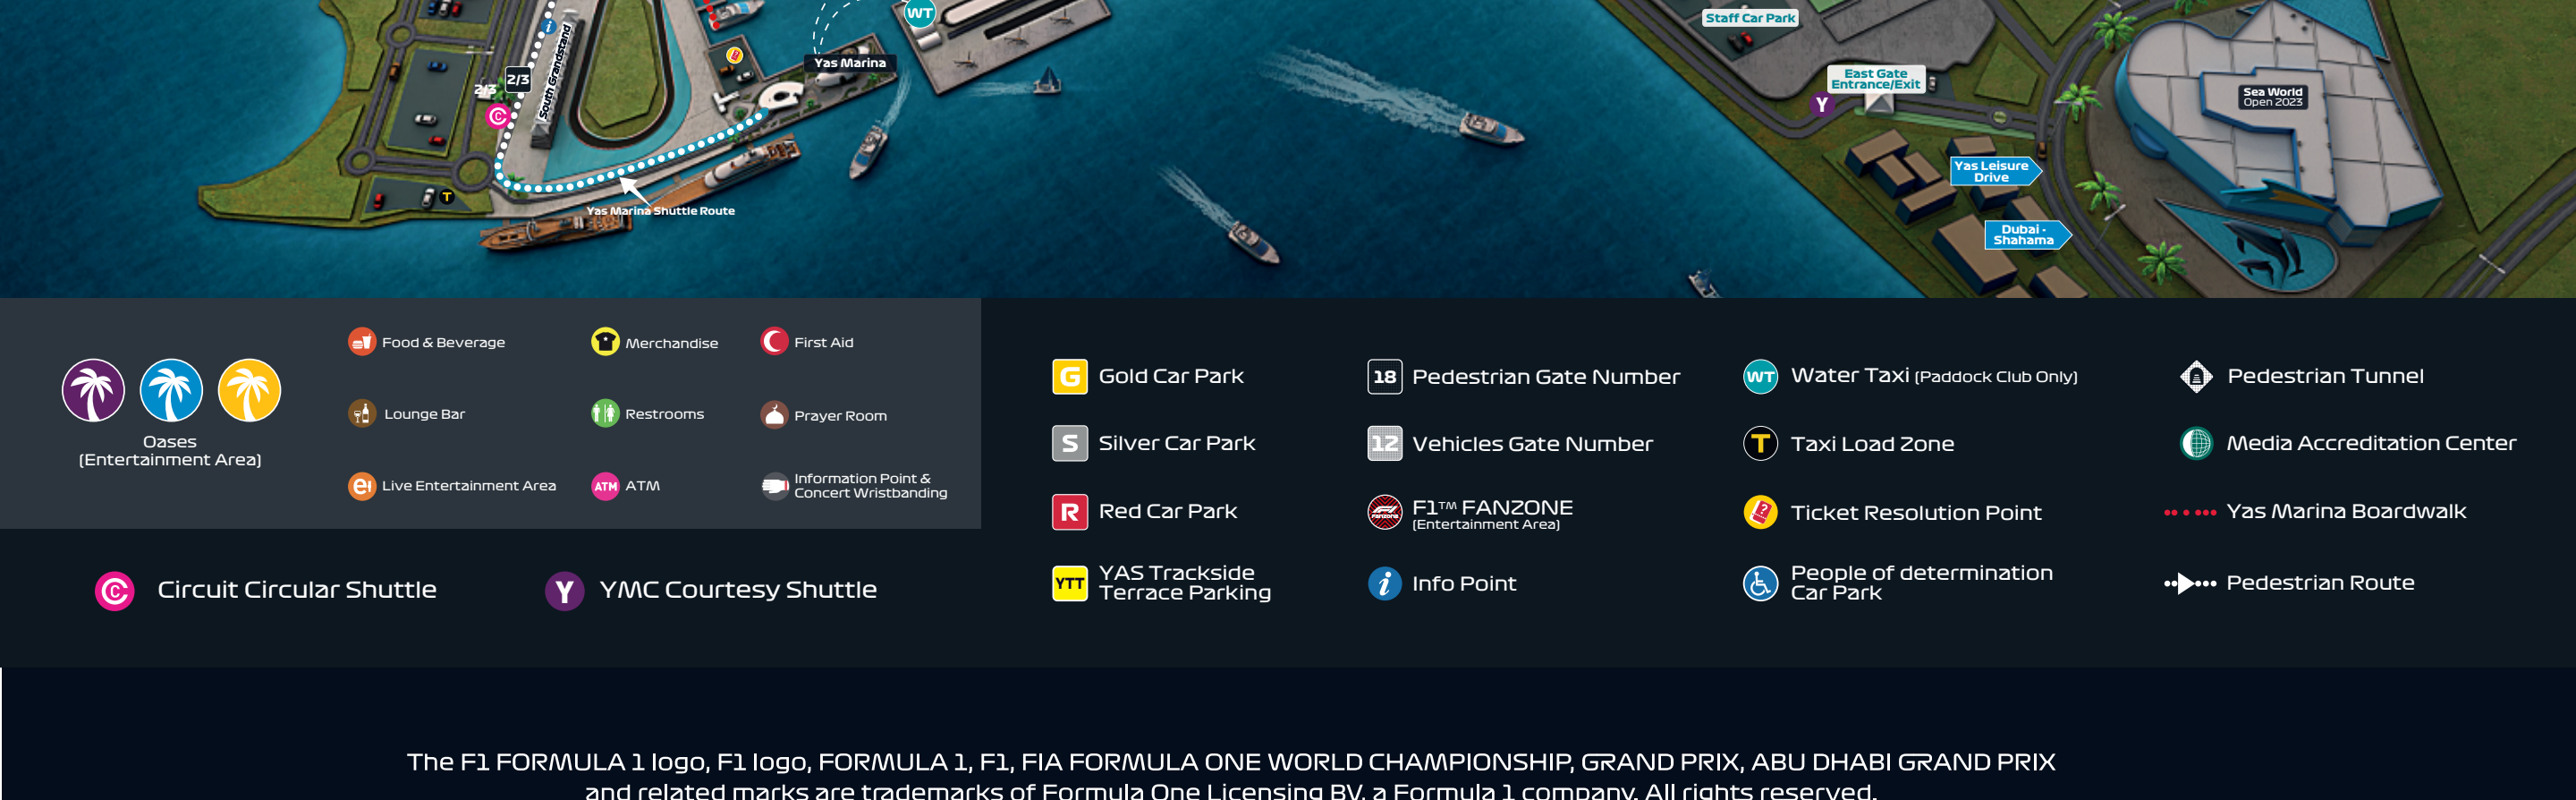 WT
Staff Car Park
Yas Marina
South Grandstand
2/3
2/3
East Gate
Entrance/Exit
Y
Sea World
Open 2023
C
Yas Leisure
Drive
T
Yas Marina Shuttle Route
Dubai -
Shahama
Food & Beverage
Merchandise
First Aid
Lounge Bar
Restrooms
Prayer Room
Oases
(Entertainment Area)
Live Entertainment Area
ATM ATM
Information Point &
Concert Wristbanding
C Circuit Circular Shuttle
Y YMC Courtesy Shuttle
G Gold Car Park
S Silver Car Park
R Red Car Park
YTT YAS Trackside
Terrace Parking
18 Pedestrian Gate Number
12 Vehicles Gate Number
F1™ FANZONE
(Entertainment Area)
i Info Point
WT Water Taxi (Paddock Club Only)
T Taxi Load Zone
? Ticket Resolution Point
People of determination
Car Park
Pedestrian Tunnel
Media Accreditation Center
Yas Marina Boardwalk
Pedestrian Route
The F1 FORMULA 1 logo, F1 logo, FORMULA 1, F1, FIA FORMULA ONE WORLD CHAMPIONSHIP, GRAND PRIX, ABU DHABI GRAND PRIX
and related marks are trademarks of Formula One Licensing BV, a Formula 1 company. All rights reserved.